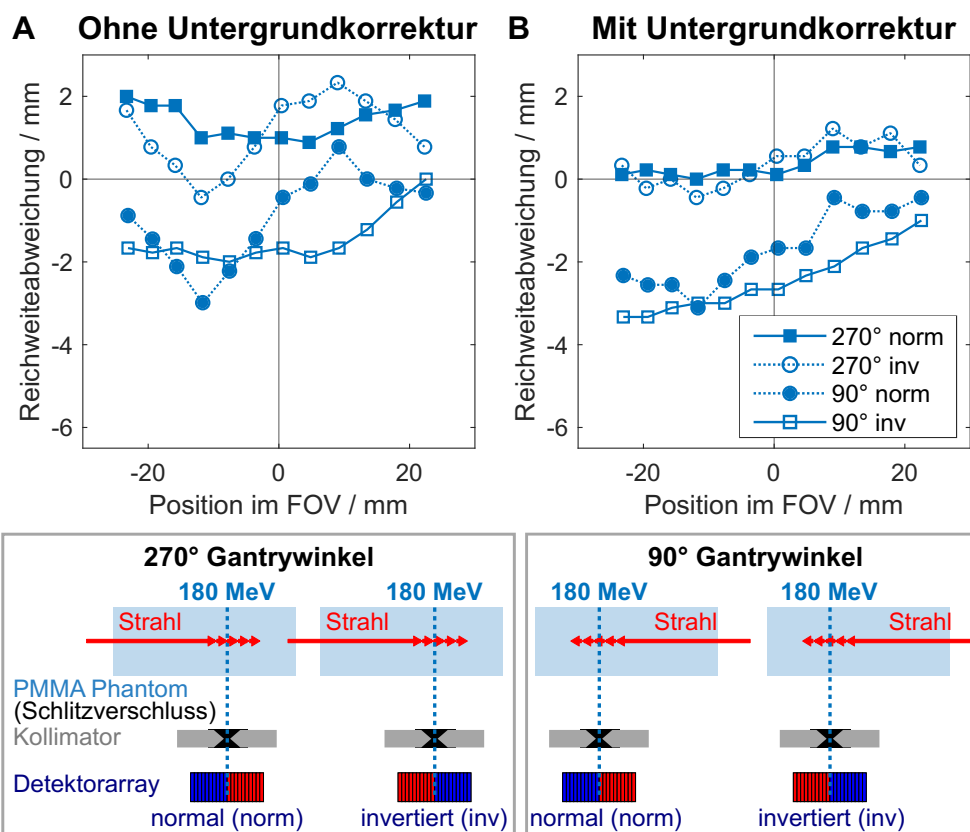 A Ohne Untergrundkorrektur
B Mit Untergrundkorrektur
Reichweiteabweichung / mm
2
0
-2
-4
-6
-20
0
20
Position im FOV / mm
Reichweiteabweichung / mm
2
0
-2
-4
-6
-20
0
20
Position im FOV / mm
270° norm
270° inv
90° norm
90° inv
270° Gantrywinkel
180 MeV
180 MeV
Strahl
Strahl
PMMA Phantom
(Schlitzverschluss)
Kollimator
Detektorarray
normal (norm)
invertiert (inv)
90° Gantrywinkel
180 MeV
180 MeV
Strahl
Strahl
normal (norm)
invertiert (inv)